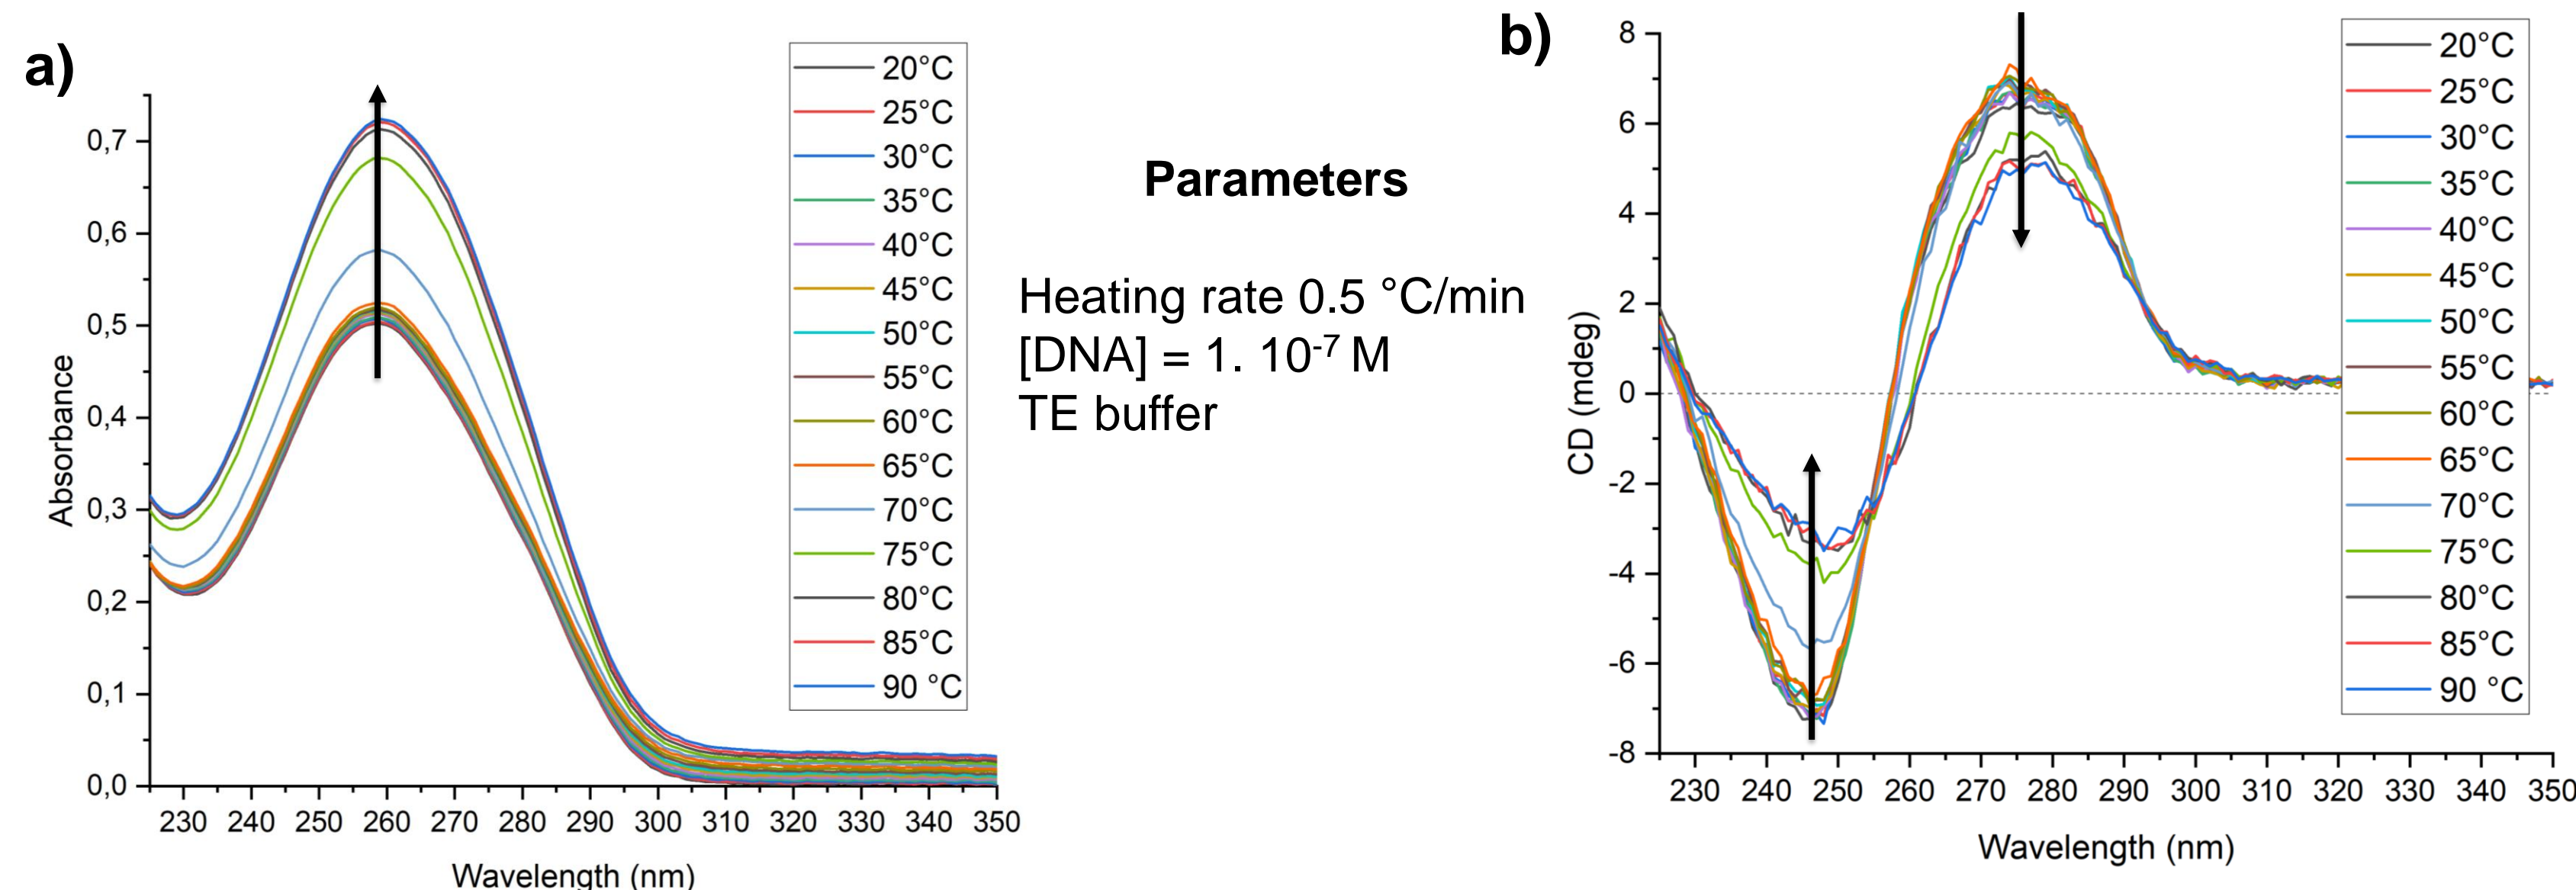 a)
Absorbance
0,7
0,6
0,5
0,4
0,3
0,2
0,1
0,0
230 240 250 260 270 280 290 300 310 320 330 340 350
Wavelength (nm)
20°C
25°C
30°C
35°C
40°C
45°C
50°C
55°C
60°C
65°C
70°C
75°C
80°C
85°C
90 °C
Parameters
Heating rate 0.5 °C/min
[DNA] = 1. 10⁻⁷ M
TE buffer
b)
CD (mdeg)
8
6
4
2
0
-2
-4
-6
-8
230 240 250 260 270 280 290 300 310 320 330 340 350
Wavelength (nm)
20°C
25°C
30°C
35°C
40°C
45°C
50°C
55°C
60°C
65°C
70°C
75°C
80°C
85°C
90 °C